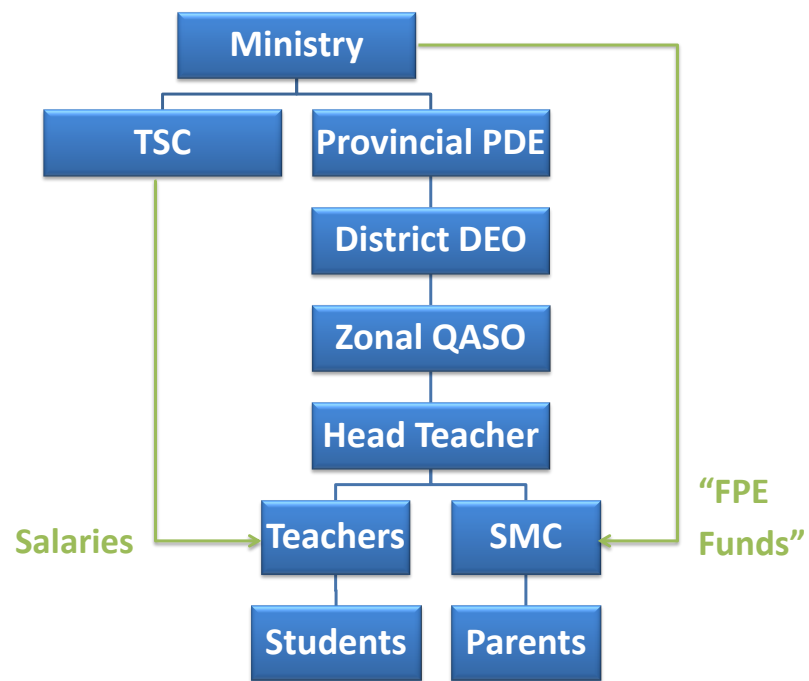 Ministry
TSC
Provincial PDE
District DEO
Zonal QASO
Head Teacher
“FPE
Funds”
Salaries
Teachers
SMC
Students
Parents